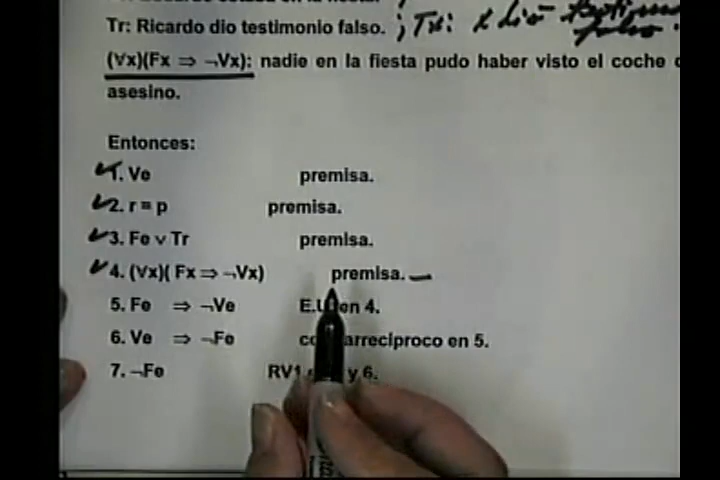 Tr: Ricardo dio testimonio falso. ; Tx: x dió
(∀x)(Fx ⇒ ¬Vx): nadie en la fiesta pudo haber visto el coche
asesino.
Entonces:
1. Ve premisa.
2. r = p premisa.
3. Fe v Tr premisa.
4. (∀x)( Fx ⇒ ¬Vx) premisa.
5. Fe ⇒ ¬Ve en 4.
6. Ve ⇒ ¬Fe en 5.
7. ¬Fe RV1 y 6.